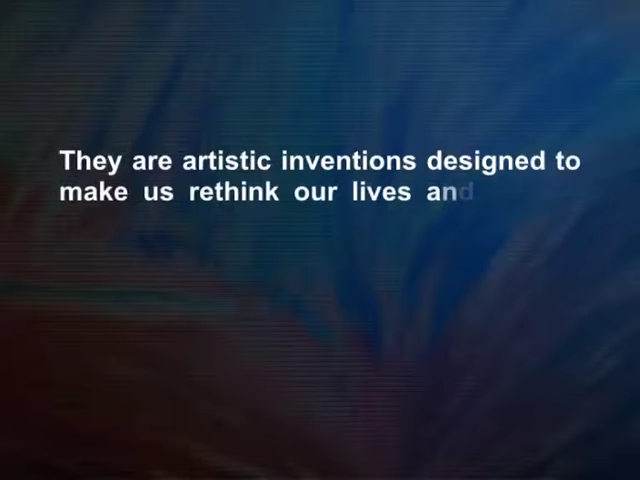 They are artistic inventions designed to
make us rethink our lives and